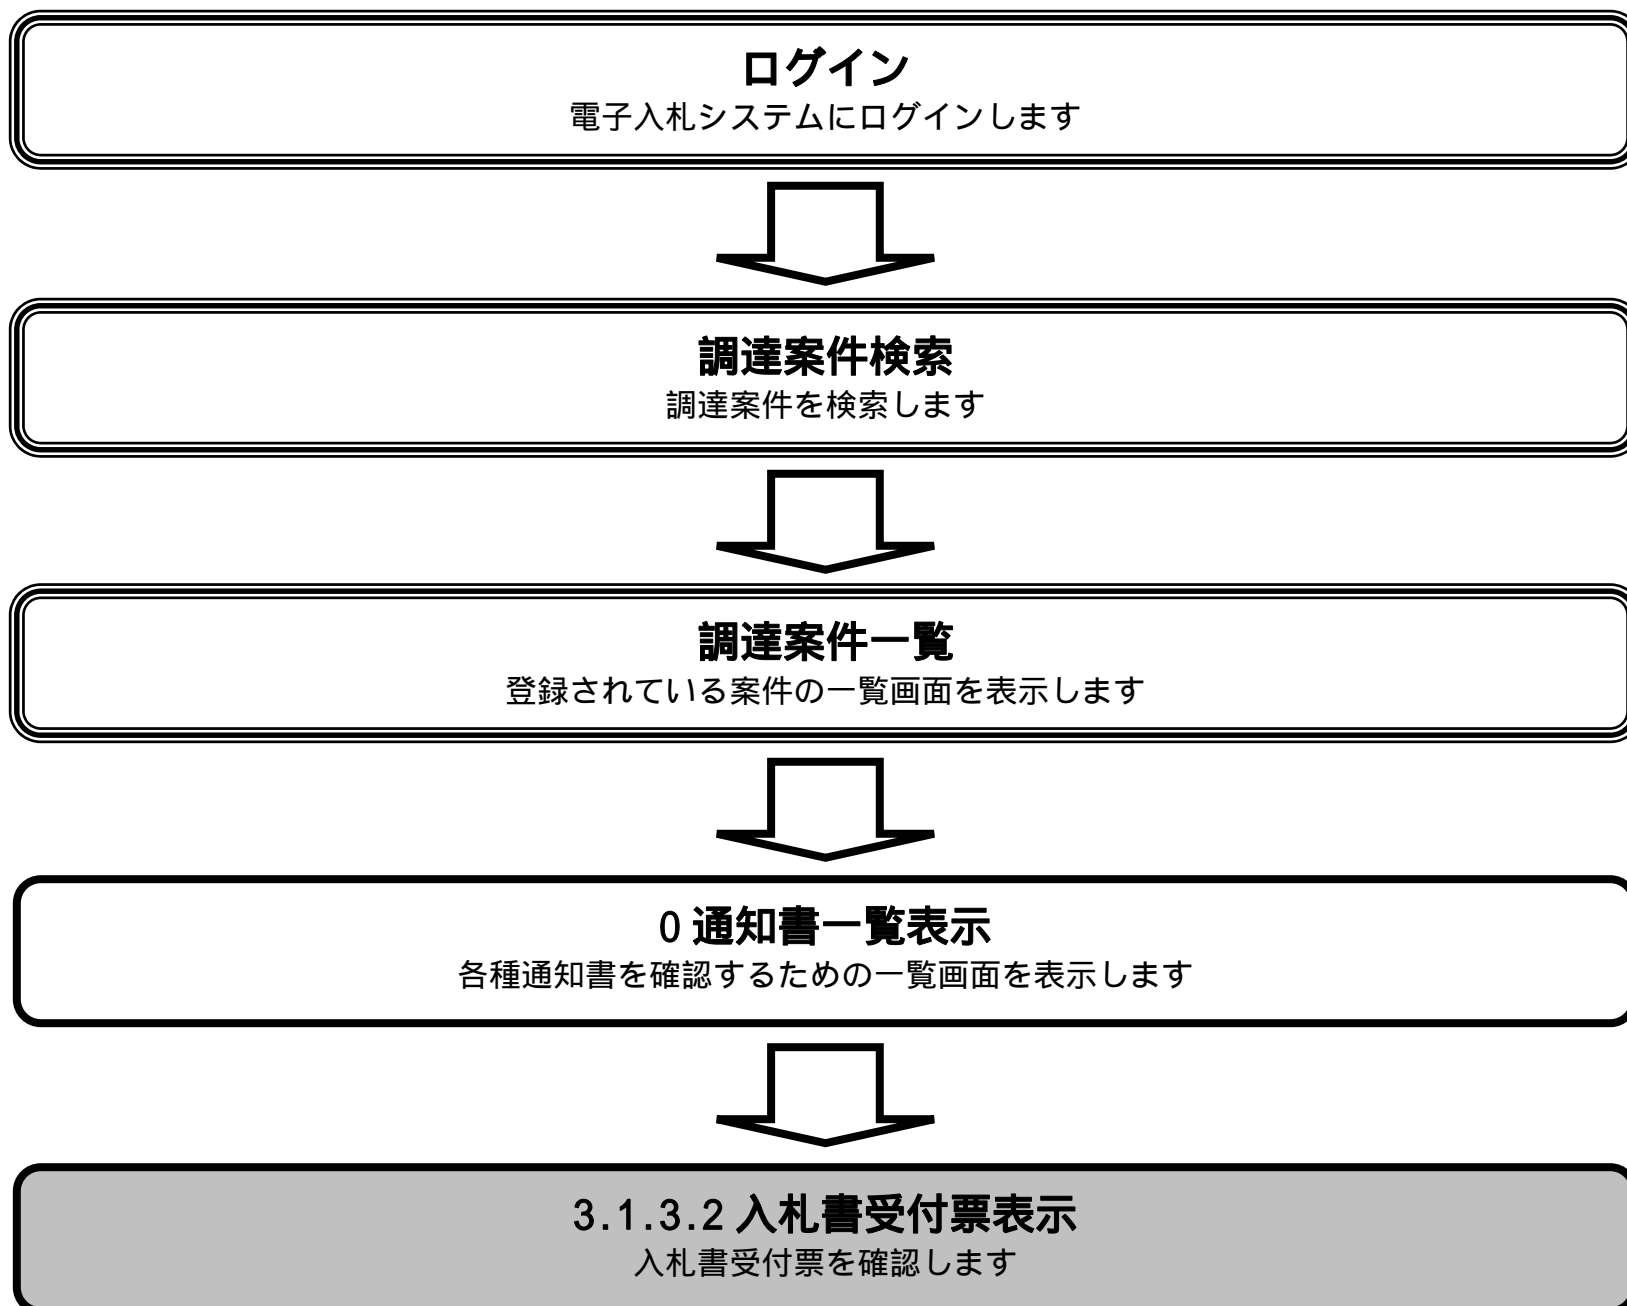 ログイン
電子入札システムにログインします
調達案件検索
調達案件を検索します
調達案件一覧
登録されている案件の一覧画面を表示します
0 通知書一覧表示
各種通知書を確認するための一覧画面を表示します
3.1.3.2 入札書受付票表示
入札書受付票を確認します